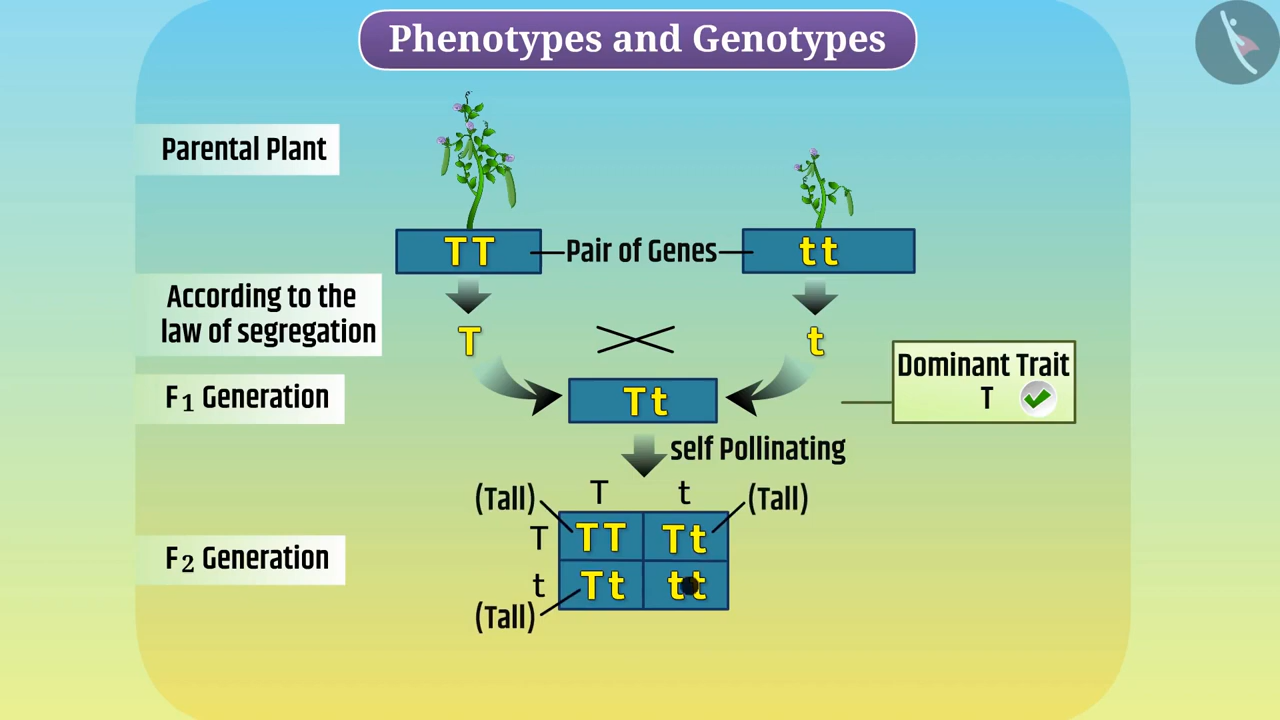 Phenotypes and Genotypes
Parental Plant
TT
Pair of Genes
tt
According to the
law of segregation
T
t
Dominant Trait
T
F₁ Generation
Tt
self Pollinating
(Tall)
T
t
(Tall)
T
TT
Tt
F₂ Generation
t
Tt
tt
(Tall)